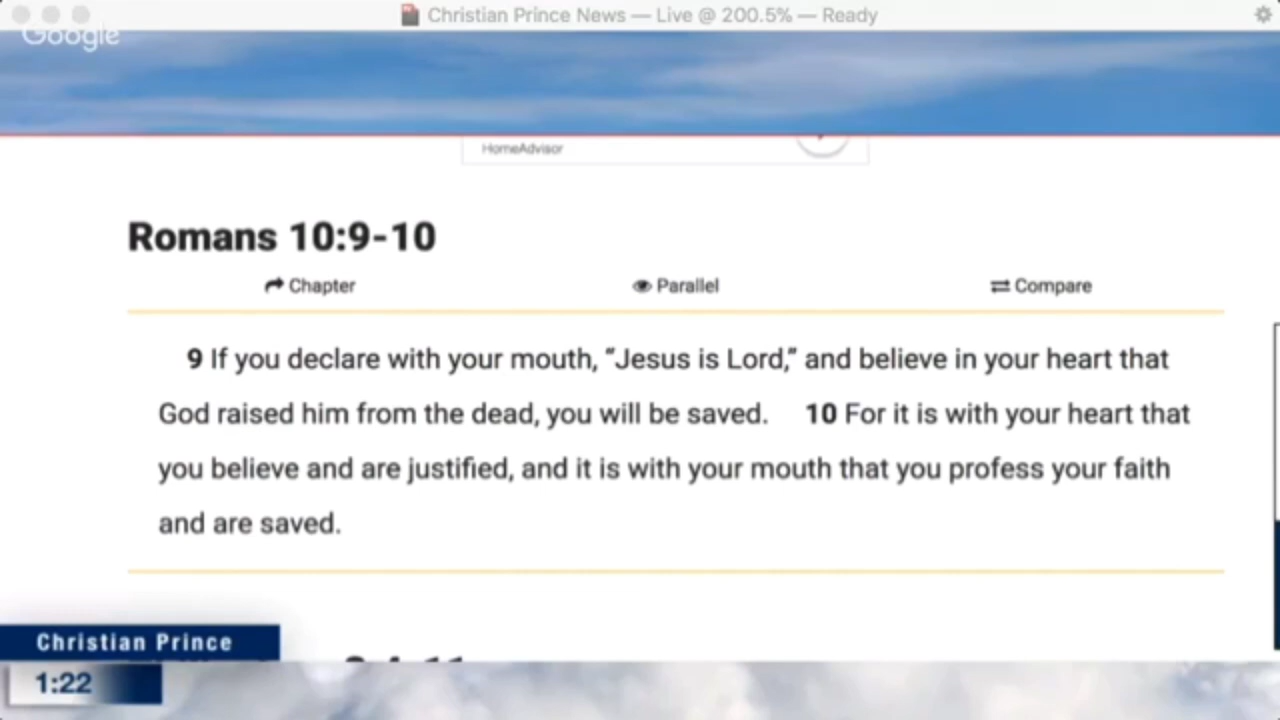 Christian Prince News — Live @ 200.5% — Ready
Google
HomeAdvisor
Romans 10:9-10
Chapter
Parallel
Compare
9 If you declare with your mouth, “Jesus is Lord,” and believe in your heart that
God raised him from the dead, you will be saved. 10 For it is with your heart that
you believe and are justified, and it is with your mouth that you profess your faith
and are saved.
Christian Prince
1:22